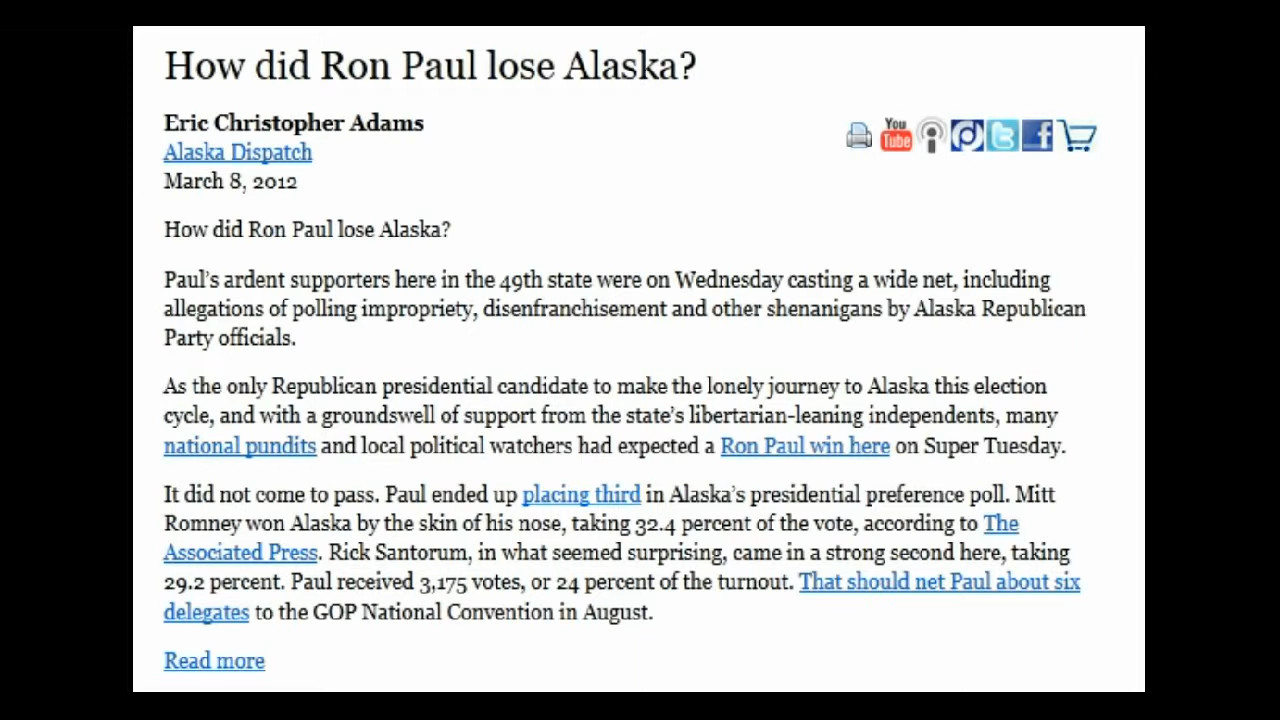 How did Ron Paul lose Alaska?
Eric Christopher Adams
You
Tube
Alaska Dispatch
March 8, 2012
How did Ron Paul lose Alaska?
Paul's ardent supporters here in the 49th state were on Wednesday casting a wide net, including
allegations of polling impropriety, disenfranchisement and other shenanigans by Alaska Republican
Party officials.
As the only Republican presidential candidate to make the lonely journey to Alaska this election
cycle, and with a groundswell of support from the state's libertarian-leaning independents, many
national pundits and local political watchers had expected a Ron Paul win here on Super Tuesday.
It did not come to pass. Paul ended up placing third in Alaska's presidential preference poll. Mitt
Romney won Alaska by the skin of his nose, taking 32.4 percent of the vote, according to The
Associated Press. Rick Santorum, in what seemed surprising, came in a strong second here, taking
29.2 percent. Paul received 3,175 votes, or 24 percent of the turnout. That should net Paul about six
delegates to the GOP National Convention in August.
Read more